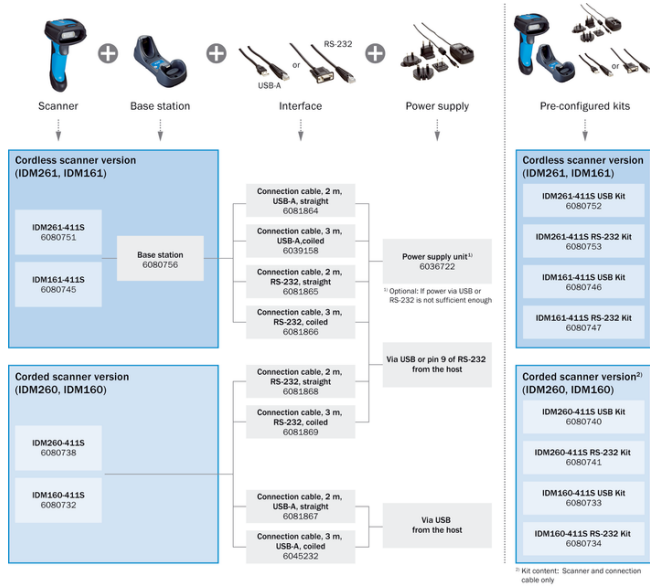 RS-232
or
USB-A
or
Scanner
Base station
Interface
Power supply
Pre-configured kits
Cordless scanner version
(IDM261, IDM161)
IDM261-411S
6080751
IDM161-411S
6080745
Base station
6080756
Connection cable, 2 m,
USB-A, straight
6081864
Connection cable, 3 m,
USB-A,coiled
6039158
Connection cable, 2 m,
RS-232, straight
6081865
Connection cable, 3 m,
RS-232, coiled
6081866
Power supply unit¹⁾
6036722
¹⁾ Optional: If power via USB or
RS-232 is not sufficient enough
Via USB or pin 9 of RS-232
from the host
Corded scanner version
(IDM260, IDM160)
IDM260-411S
6080738
IDM160-411S
6080732
Connection cable, 2 m,
RS-232, straight
6081868
Connection cable, 3 m,
RS-232, coiled
6081869
Connection cable, 2 m,
USB-A, straight
6081867
Connection cable, 3 m,
USB-A, coiled
6045232
Via USB
from the host
Cordless scanner version
(IDM261, IDM161)
IDM261-411S USB Kit
6080752
IDM261-411S RS-232 Kit
6080753
IDM161-411S USB Kit
6080746
IDM161-411S RS-232 Kit
6080747
Corded scanner version²⁾
(IDM260, IDM160)
IDM260-411S USB Kit
6080740
IDM260-411S RS-232 Kit
6080741
IDM160-411S USB Kit
6080733
IDM160-411S RS-232 Kit
6080734
²⁾ Kit content: Scanner and connection
cable only